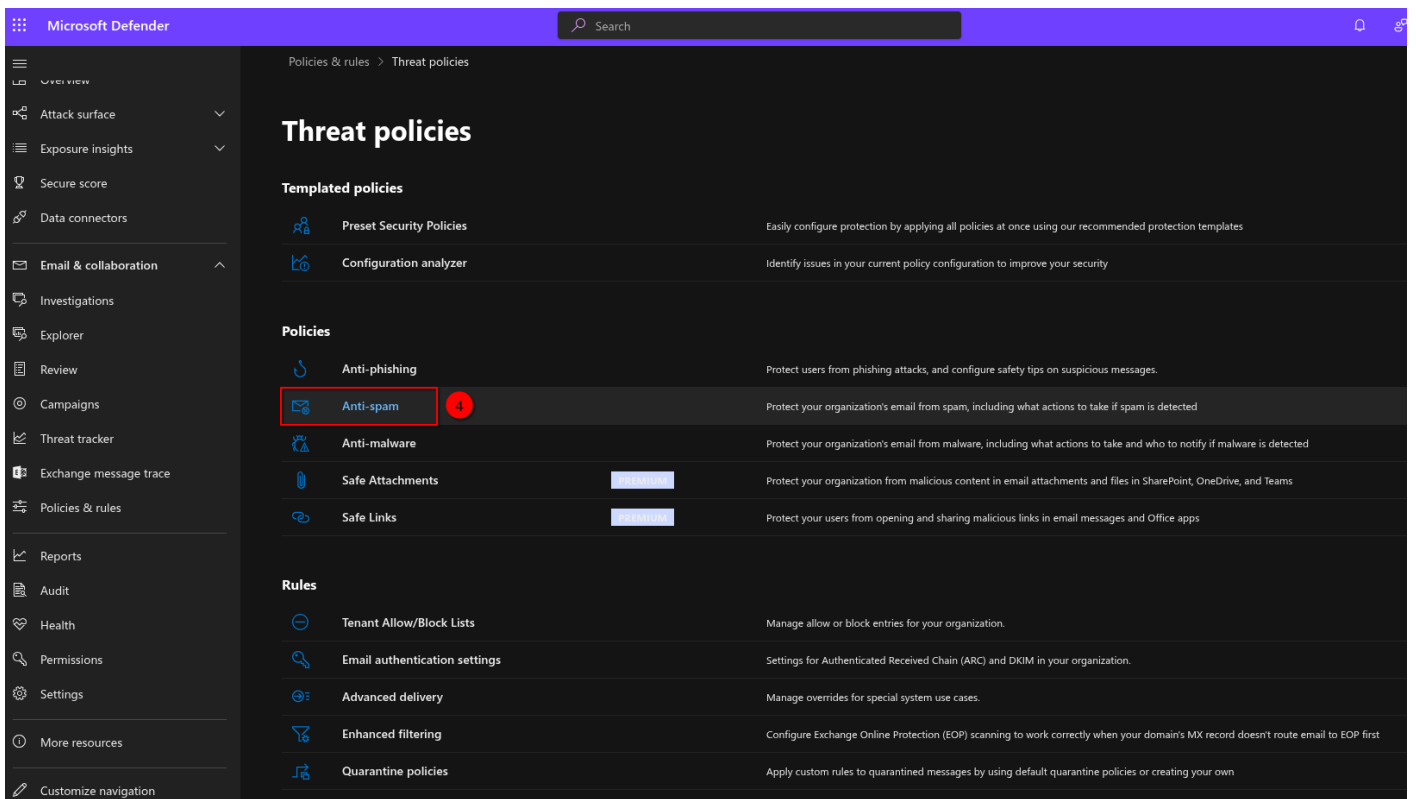 Microsoft Defender
Search
Overview
Attack surface
Exposure insights
Secure score
Data connectors
Email & collaboration
Investigations
Explorer
Review
Campaigns
Threat tracker
Exchange message trace
Policies & rules
Reports
Audit
Health
Permissions
Settings
More resources
Customize navigation
Policies & rules > Threat policies
Threat policies
Templated policies
Preset Security Policies Easily configure protection by applying all policies at once using our recommended protection templates
Configuration analyzer Identify issues in your current policy configuration to improve your security
Policies
Anti-phishing Protect users from phishing attacks, and configure safety tips on suspicious messages.
Anti-spam 4 Protect your organization's email from spam, including what actions to take if spam is detected
Anti-malware Protect your organization's email from malware, including what actions to take and who to notify if malware is detected
Safe Attachments PREMIUM Protect your organization from malicious content in email attachments and files in SharePoint, OneDrive, and Teams
Safe Links PREMIUM Protect your users from opening and sharing malicious links in email messages and Office apps
Rules
Tenant Allow/Block Lists Manage allow or block entries for your organization.
Email authentication settings Settings for Authenticated Received Chain (ARC) and DKIM in your organization.
Advanced delivery Manage overrides for special system use cases.
Enhanced filtering Configure Exchange Online Protection (EOP) scanning to work correctly when your domain's MX record doesn't route email to EOP first
Quarantine policies Apply custom rules to quarantined messages by using default quarantine policies or creating your own